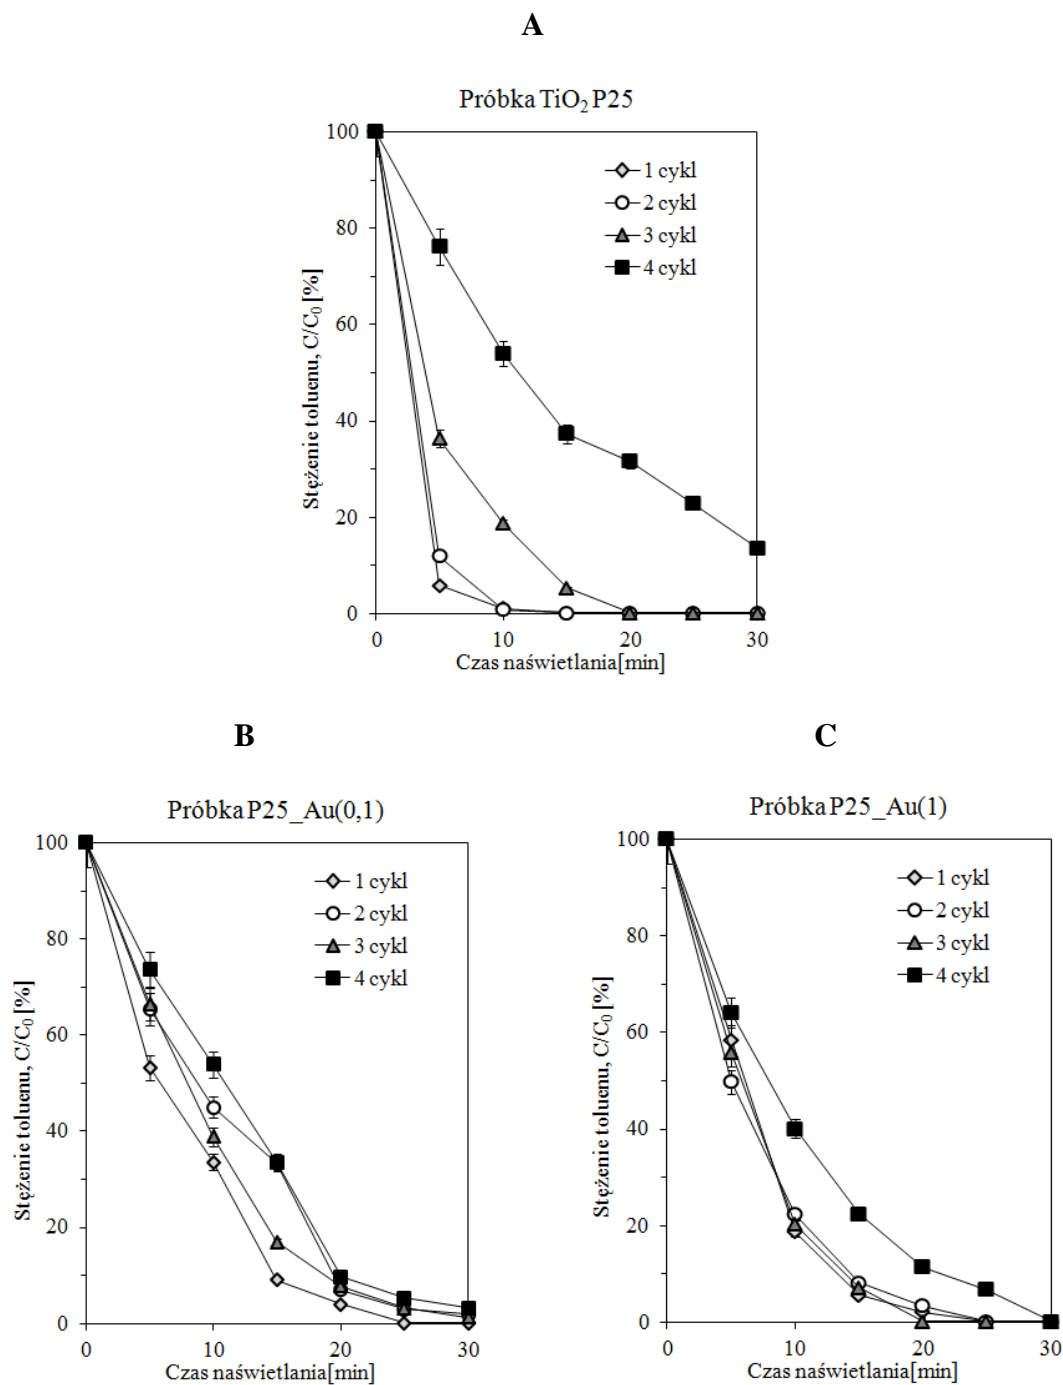 A
Próbka TiO₂ P25
100
80
60
40
20
0
Stężenie toluenu, C/C₀ [%]
1 cykl
2 cykl
3 cykl
4 cykl
0 10 20 30
Czas naświetlania[min]
B
Próbka P25_Au(0,1)
100
80
60
40
20
0
Stężenie toluenu, C/C₀ [%]
1 cykl
2 cykl
3 cykl
4 cykl
0 10 20 30
Czas naświetlania[min]
C
Próbka P25_Au(1)
100
80
60
40
20
0
Stężenie toluenu, C/C₀ [%]
1 cykl
2 cykl
3 cykl
4 cykl
0 10 20 30
Czas naświetlania[min]